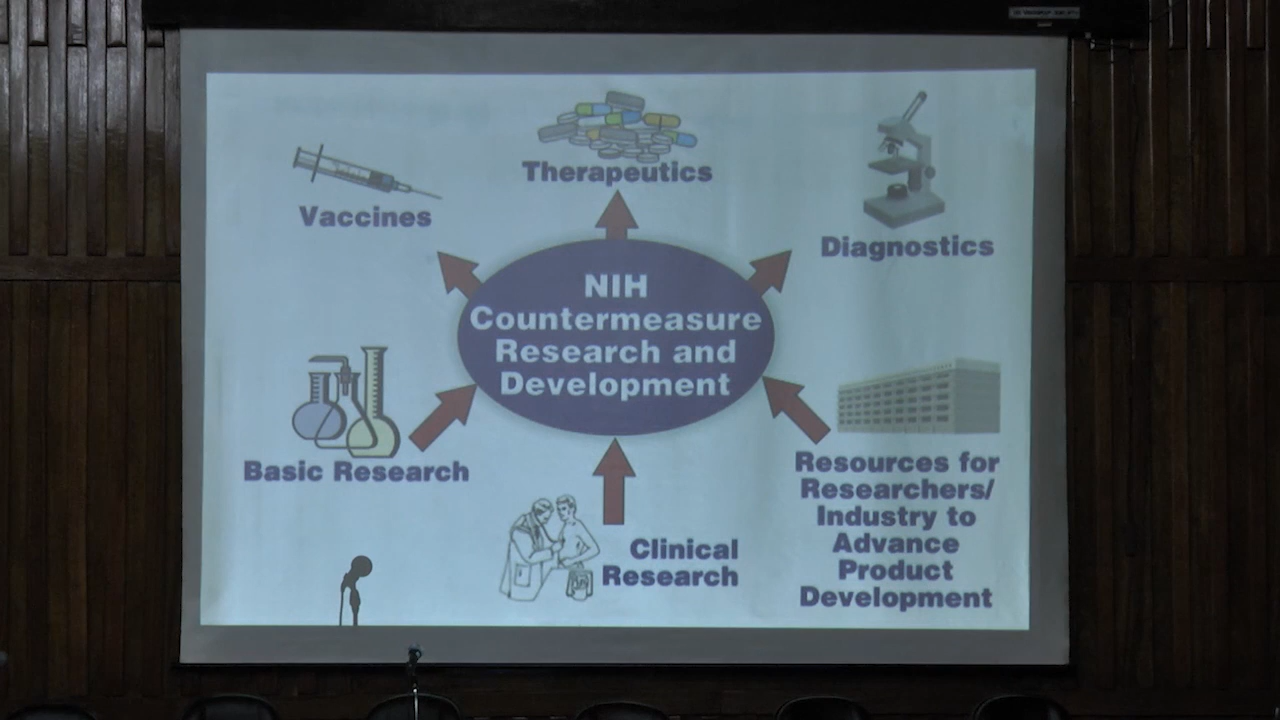 Therapeutics
Vaccines
Diagnostics
NIH
Countermeasure
Research and
Development
Basic Research
Clinical
Research
Resources for
Researchers/
Industry to
Advance
Product
Development